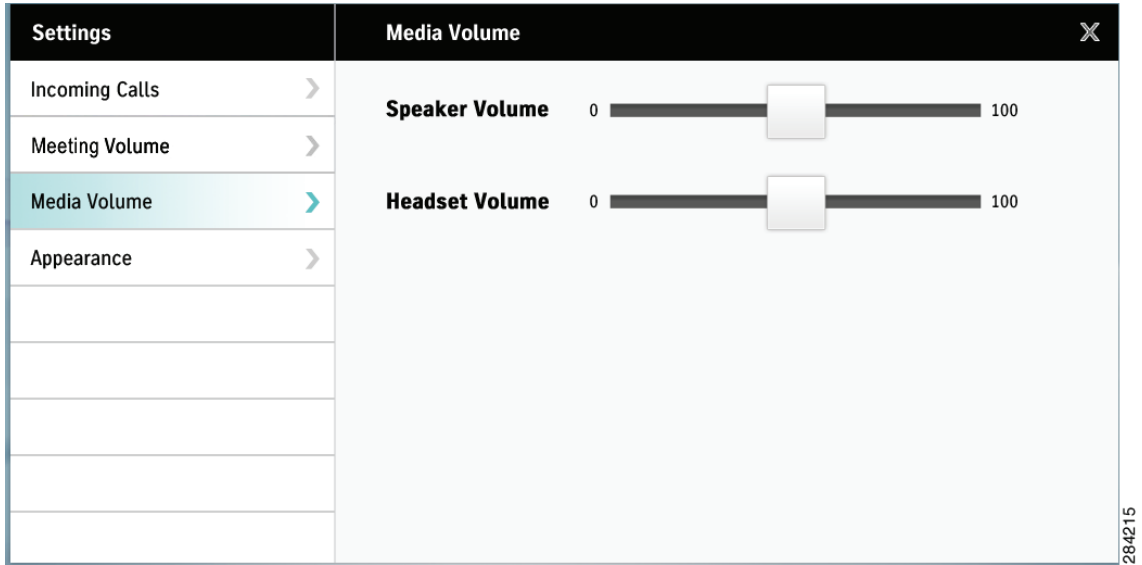 Settings
Media Volume
Incoming Calls
Meeting Volume
Media Volume
Appearance
Speaker Volume 0 100
Headset Volume 0 100
284215